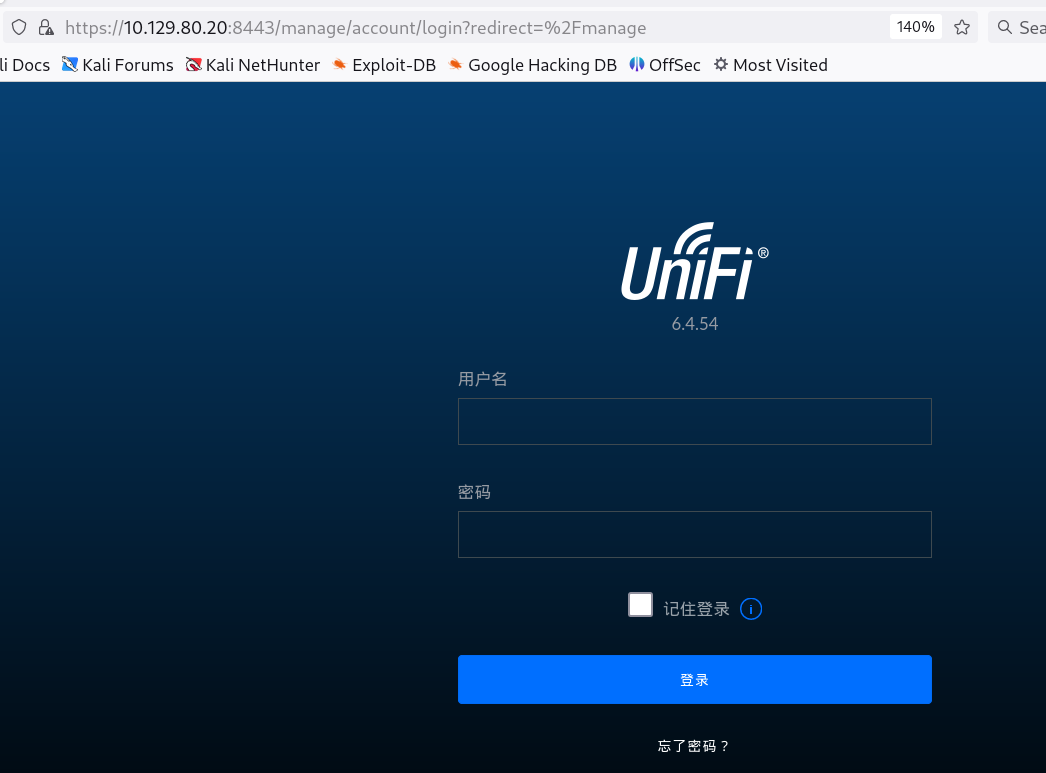 https://10.129.80.20:8443/manage/account/login?redirect=%2Fmanage 140% Sea
li Docs Kali Forums Kali NetHunter Exploit-DB Google Hacking DB OffSec Most Visited
UniFi®
6.4.54
用户名
密码
记住登录
登录
忘了密码？